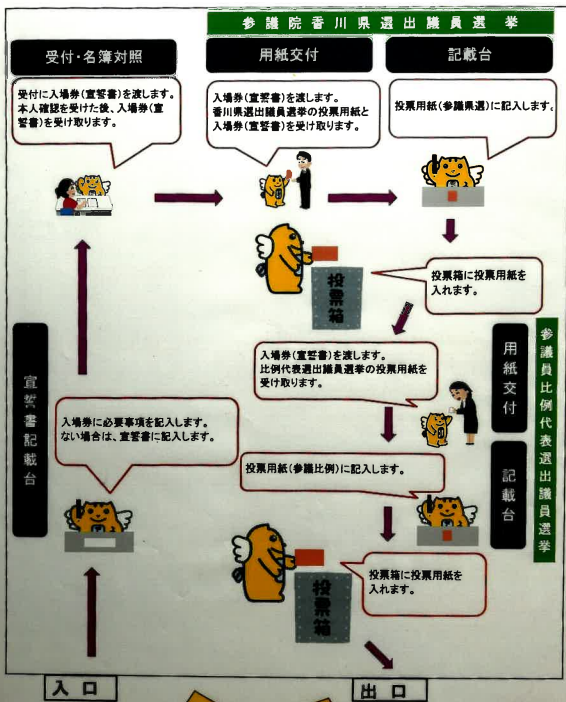 参議院香川県選出議員選挙
受付・名簿対照
用紙交付
記載台
受付に入場券(宣誓書)を渡します。
本人確認を受けた後、入場券(宣
誓書)を受け取ります。
入場券(宣誓書)を渡します。
香川県選出議員選挙の投票用紙と
入場券(宣誓書)を受け取ります。
投票用紙(参議県選)に記入します。
投票箱
投票箱に投票用紙を
入れます。
宣誓書記載台
入場券に必要事項を記入します。
ない場合は、宣誓書に記入します。
入場券(宣誓書)を渡します。
比例代表選出議員選挙の投票用紙を
受け取ります。
用紙交付
参議員比例代表選出議員選挙
投票用紙(参議比例)に記入します。
記載台
投票箱
投票箱に投票用紙を
入れます。
入口
出口